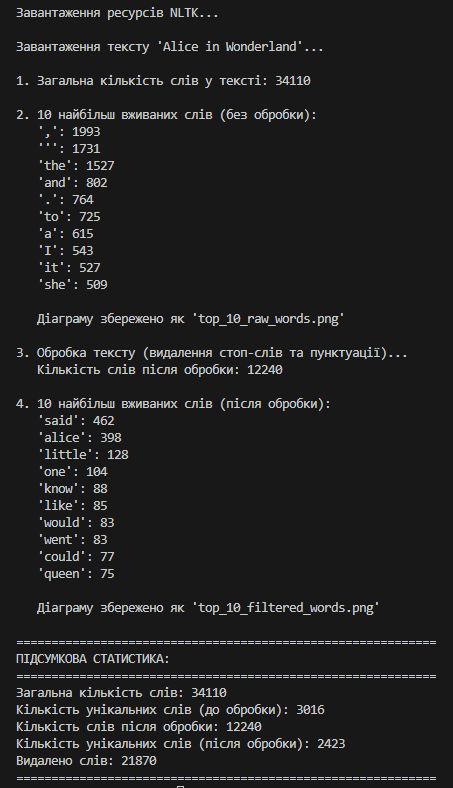 Завантаження ресурсів NLTK...
Завантаження тексту 'Alice in Wonderland'...
1. Загальна кількість слів у тексті: 34110
2. 10 найбільш вживаних слів (без обробки):
',': 1993
''': 1731
'the': 1527
'and': 802
'.': 764
'to': 725
'a': 615
'I': 543
'it': 527
'she': 509
Діаграму збережено як 'top_10_raw_words.png'
3. Обробка тексту (видалення стоп-слів та пунктуації)...
Кількість слів після обробки: 12240
4. 10 найбільш вживаних слів (після обробки):
'said': 462
'alice': 398
'little': 128
'one': 104
'know': 88
'like': 85
'would': 83
'went': 83
'could': 77
'queen': 75
Діаграму збережено як 'top_10_filtered_words.png'
============================================================
ПІДСУМКОВА СТАТИСТИКА:
============================================================
Загальна кількість слів: 34110
Кількість унікальних слів (до обробки): 3016
Кількість слів після обробки: 12240
Кількість унікальних слів (після обробки): 2423
Видалено слів: 21870
============================================================